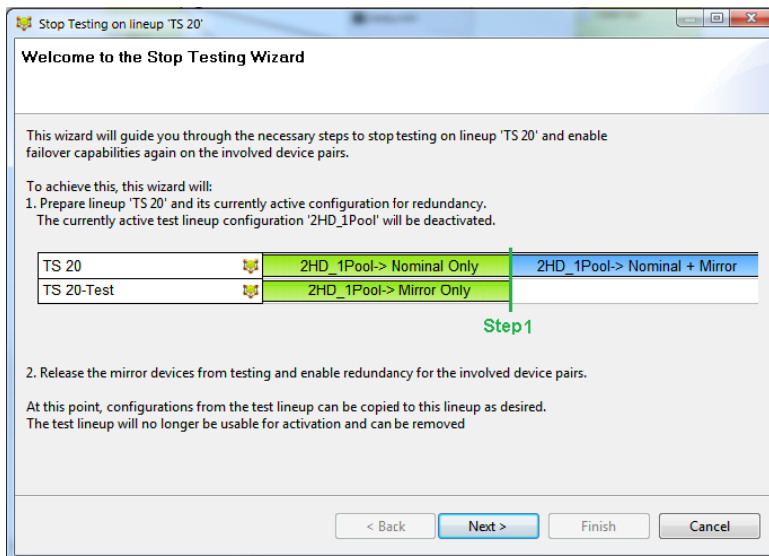 Stop Testing on lineup 'TS 20'
Welcome to the Stop Testing Wizard
This wizard will guide you through the necessary steps to stop testing on lineup 'TS 20' and enable
failover capabilities again on the involved device pairs.
To achieve this, this wizard will:
1. Prepare lineup 'TS 20' and its currently active configuration for redundancy.
The currently active test lineup configuration '2HD_1Pool' will be deactivated.
TS 20 2HD_1Pool-> Nominal Only 2HD_1Pool-> Nominal + Mirror
TS 20-Test 2HD_1Pool-> Mirror Only
Step1
2. Release the mirror devices from testing and enable redundancy for the involved device pairs.
At this point, configurations from the test lineup can be copied to this lineup as desired.
The test lineup will no longer be usable for activation and can be removed
< Back Next > Finish Cancel